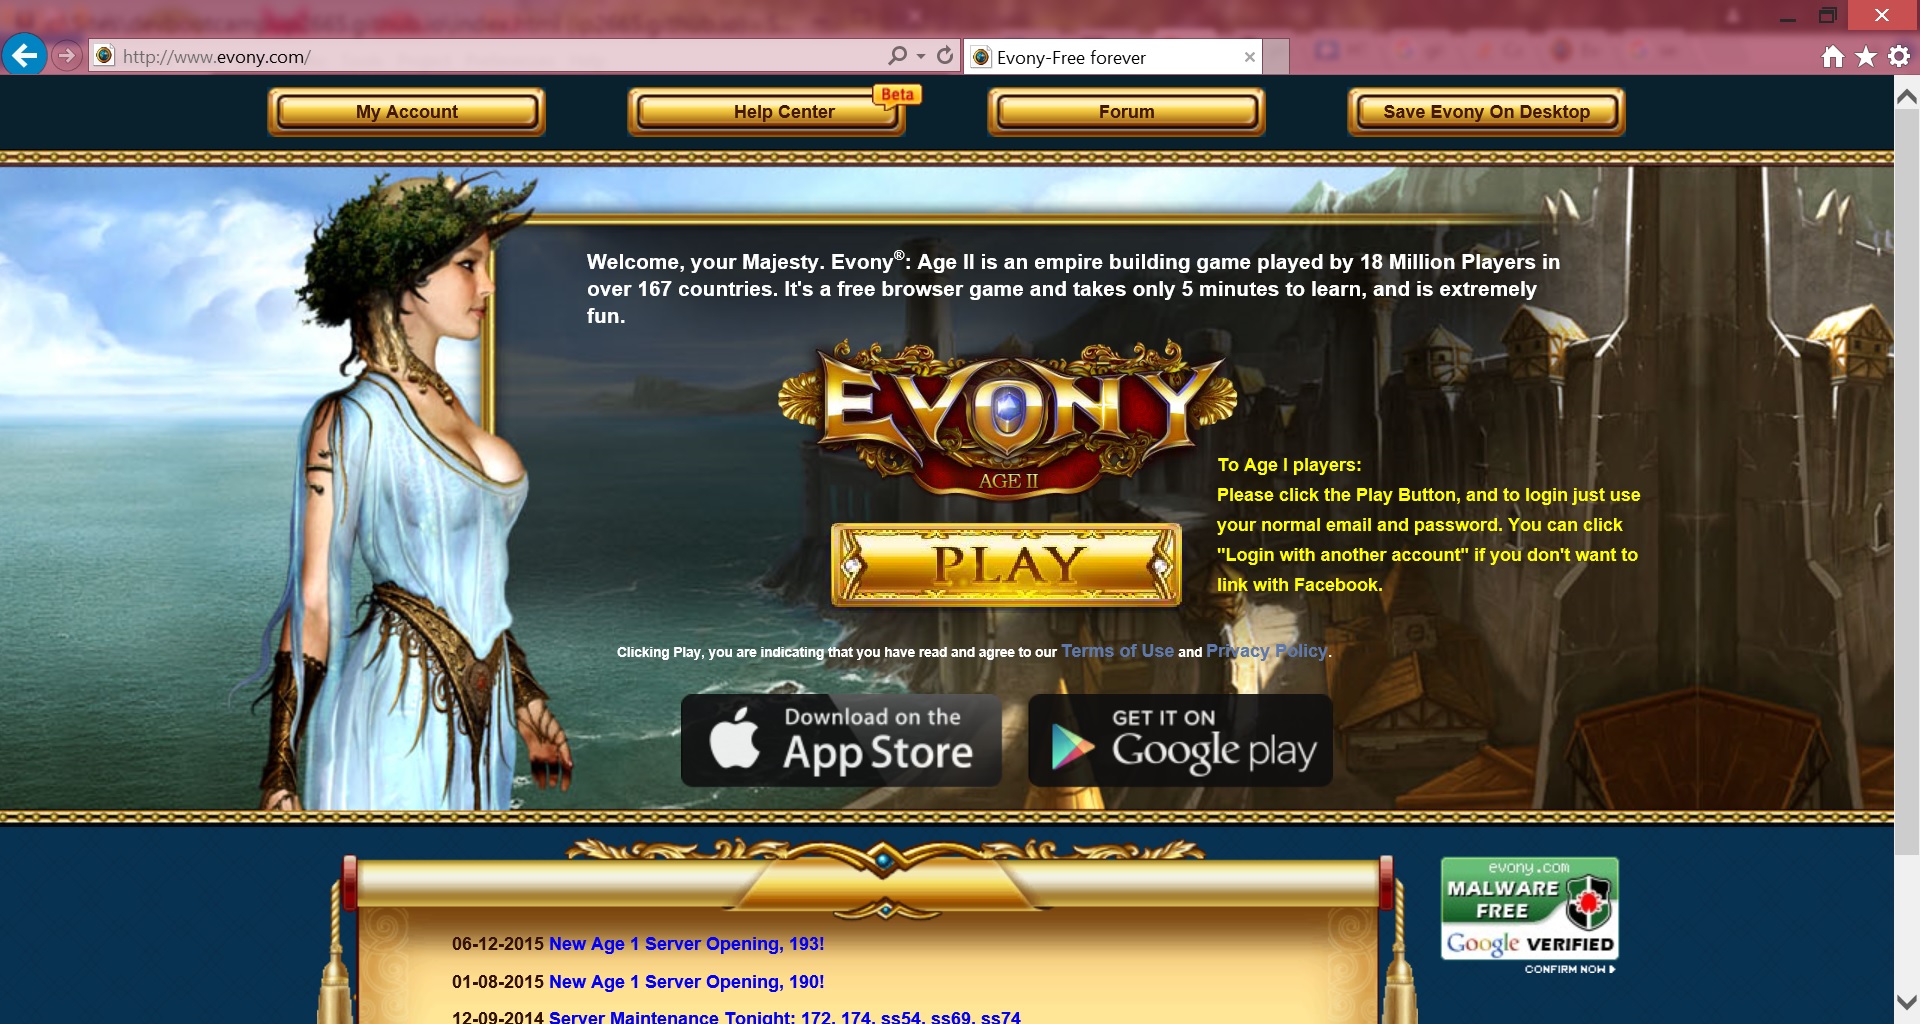 http://www.evony.com/
Evony-Free forever
My Account
Help Center
Beta
Forum
Save Evony On Desktop
Welcome, your Majesty. Evony®: Age II is an empire building game played by 18 Million Players in
over 167 countries. It's a free browser game and takes only 5 minutes to learn, and is extremely
fun.
EVONY
AGE II
To Age I players:
Please click the Play Button, and to login just use
your normal email and password. You can click
"Login with another account" if you don't want to
link with Facebook.
PLAY
Clicking Play, you are indicating that you have read and agree to our Terms of Use and Privacy Policy.
Download on the
App Store
GET IT ON
Google play
06-12-2015 New Age 1 Server Opening, 193!
01-08-2015 New Age 1 Server Opening, 190!
12-09-2014 Server Maintenance Tonight: 172, 174, ss54, ss69, ss74
evony.com
MALWARE
FREE
Google VERIFIED
CONFIRM NOW